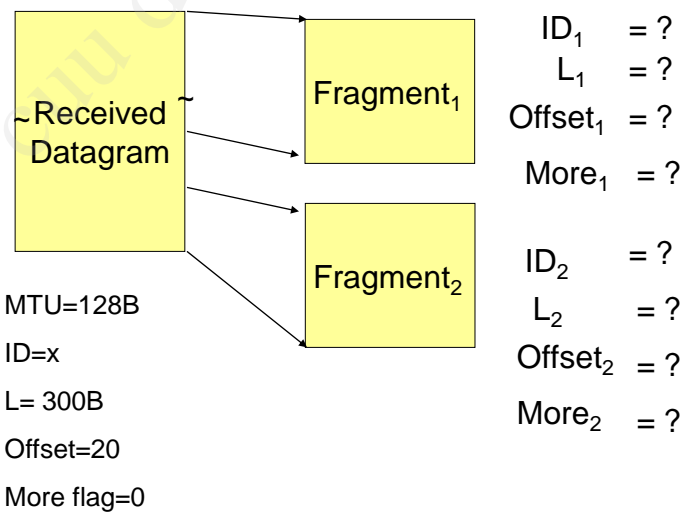 ~Received ~
Datagram
Fragment₁
ID₁ = ?
L₁ = ?
Offset₁ = ?
More₁ = ?
Fragment₂
ID₂ = ?
L₂ = ?
Offset₂ = ?
More₂ = ?
MTU=128B
ID=x
L= 300B
Offset=20
More flag=0